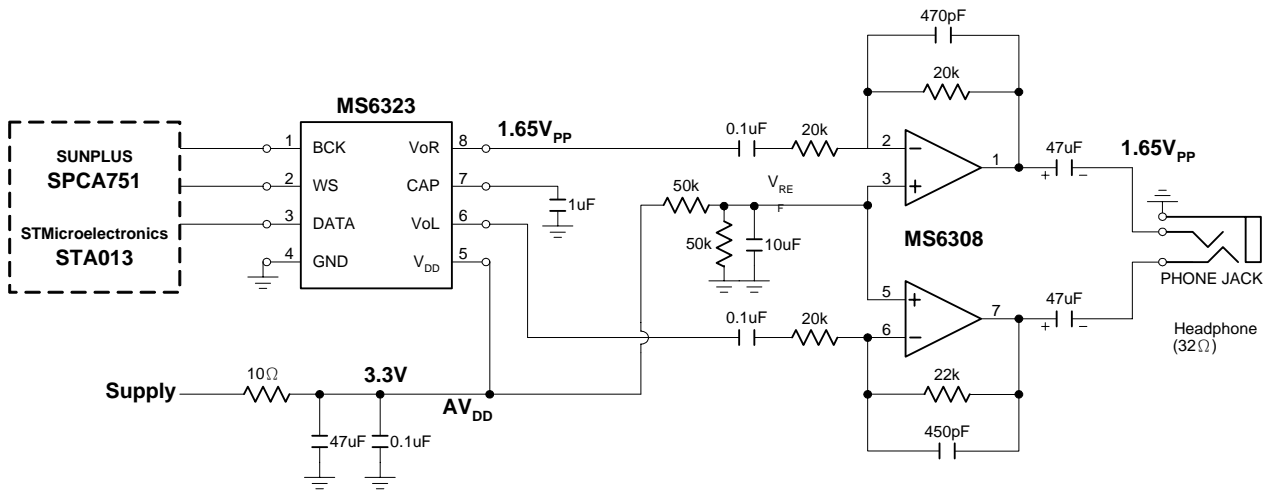 470pF
20k
MS6323
1.65VPP
0.1uF
20k
47uF
1.65VPP
SUNPLUS
SPCA751
STMicroelectronics
STA013
1
BCK
VoR
8
2
WS
CAP
7
3
DATA
VoL
6
4
GND
VDD
5
1uF
50k
VRE
F
50k
10uF
2
−
1
3
+
+
−
MS6308
5
+
7
6
−
47uF
+
−
PHONE JACK
0.1uF
20k
Headphone
(32Ω)
22k
450pF
Supply
10Ω
3.3V
AVDD
47uF
0.1uF